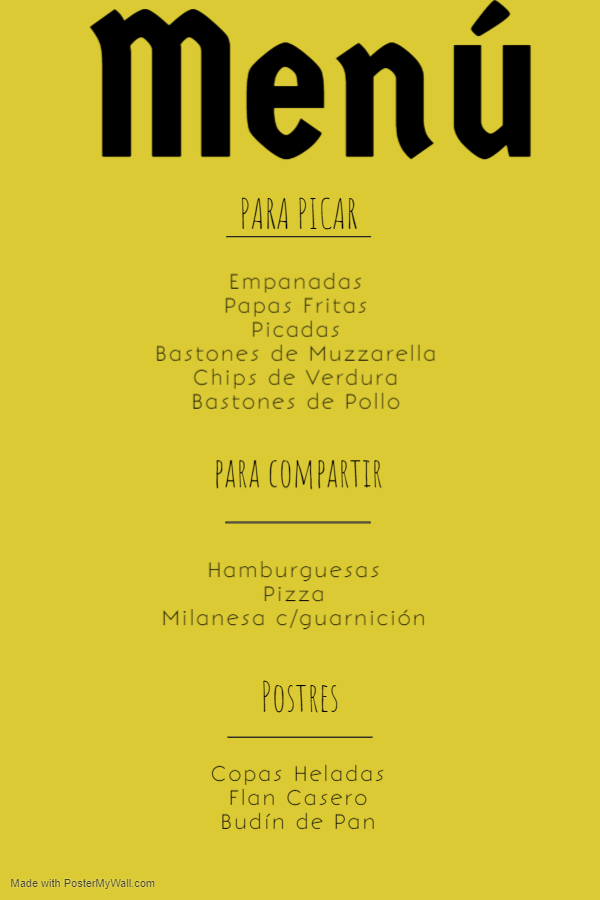 Menú
PARA PICAR
Empanadas
Papas Fritas
Picadas
Bastones de Muzzarella
Chips de Verdura
Bastones de Pollo
PARA COMPARTIR
Hamburguesas
Pizza
Milanesa c/guarnición
POSTRES
Copas Heladas
Flan Casero
Budín de Pan
Made with PosterMyWall.com